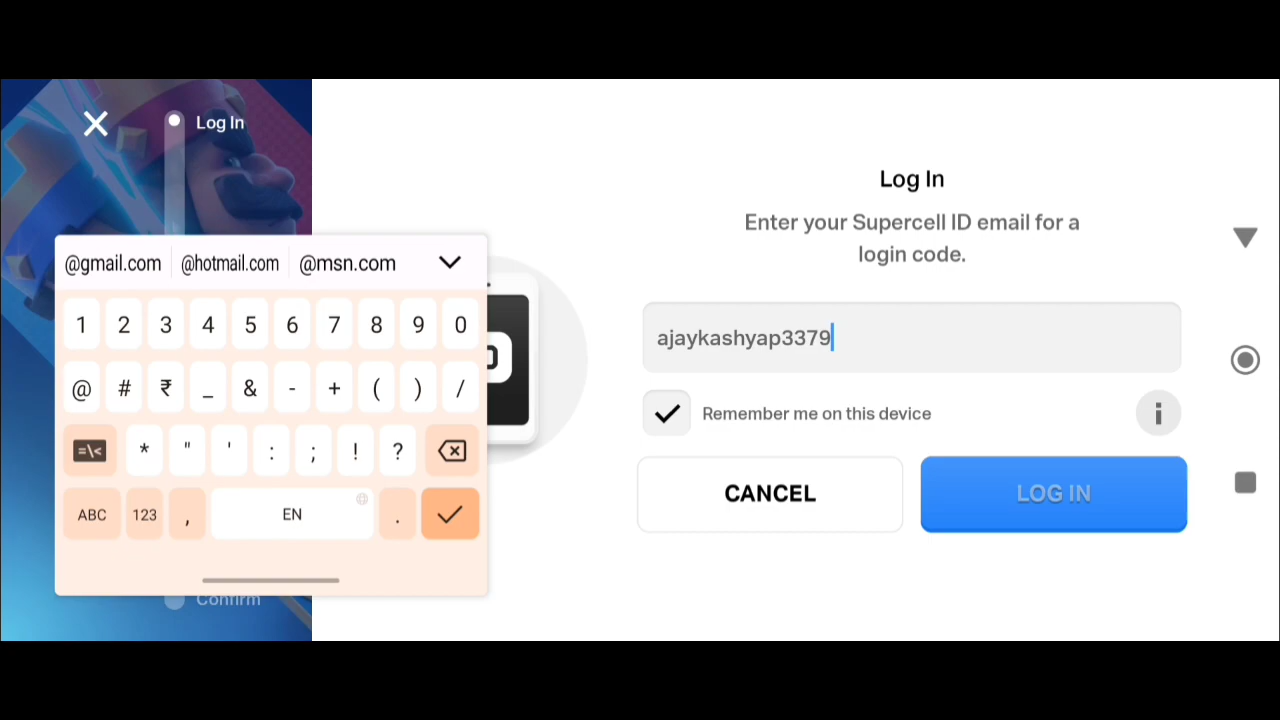 Log In
@gmail.com @hotmail.com @msn.com
1 2 3 4 5 6 7 8 9 0
@ # ₹ _ & - + ( ) /
=\< * " ' : ; ! ?
ABC 123 , EN .
Confirm
Log In
Enter your Supercell ID email for a
login code.
ajaykashyap3379
Remember me on this device
i
CANCEL LOG IN